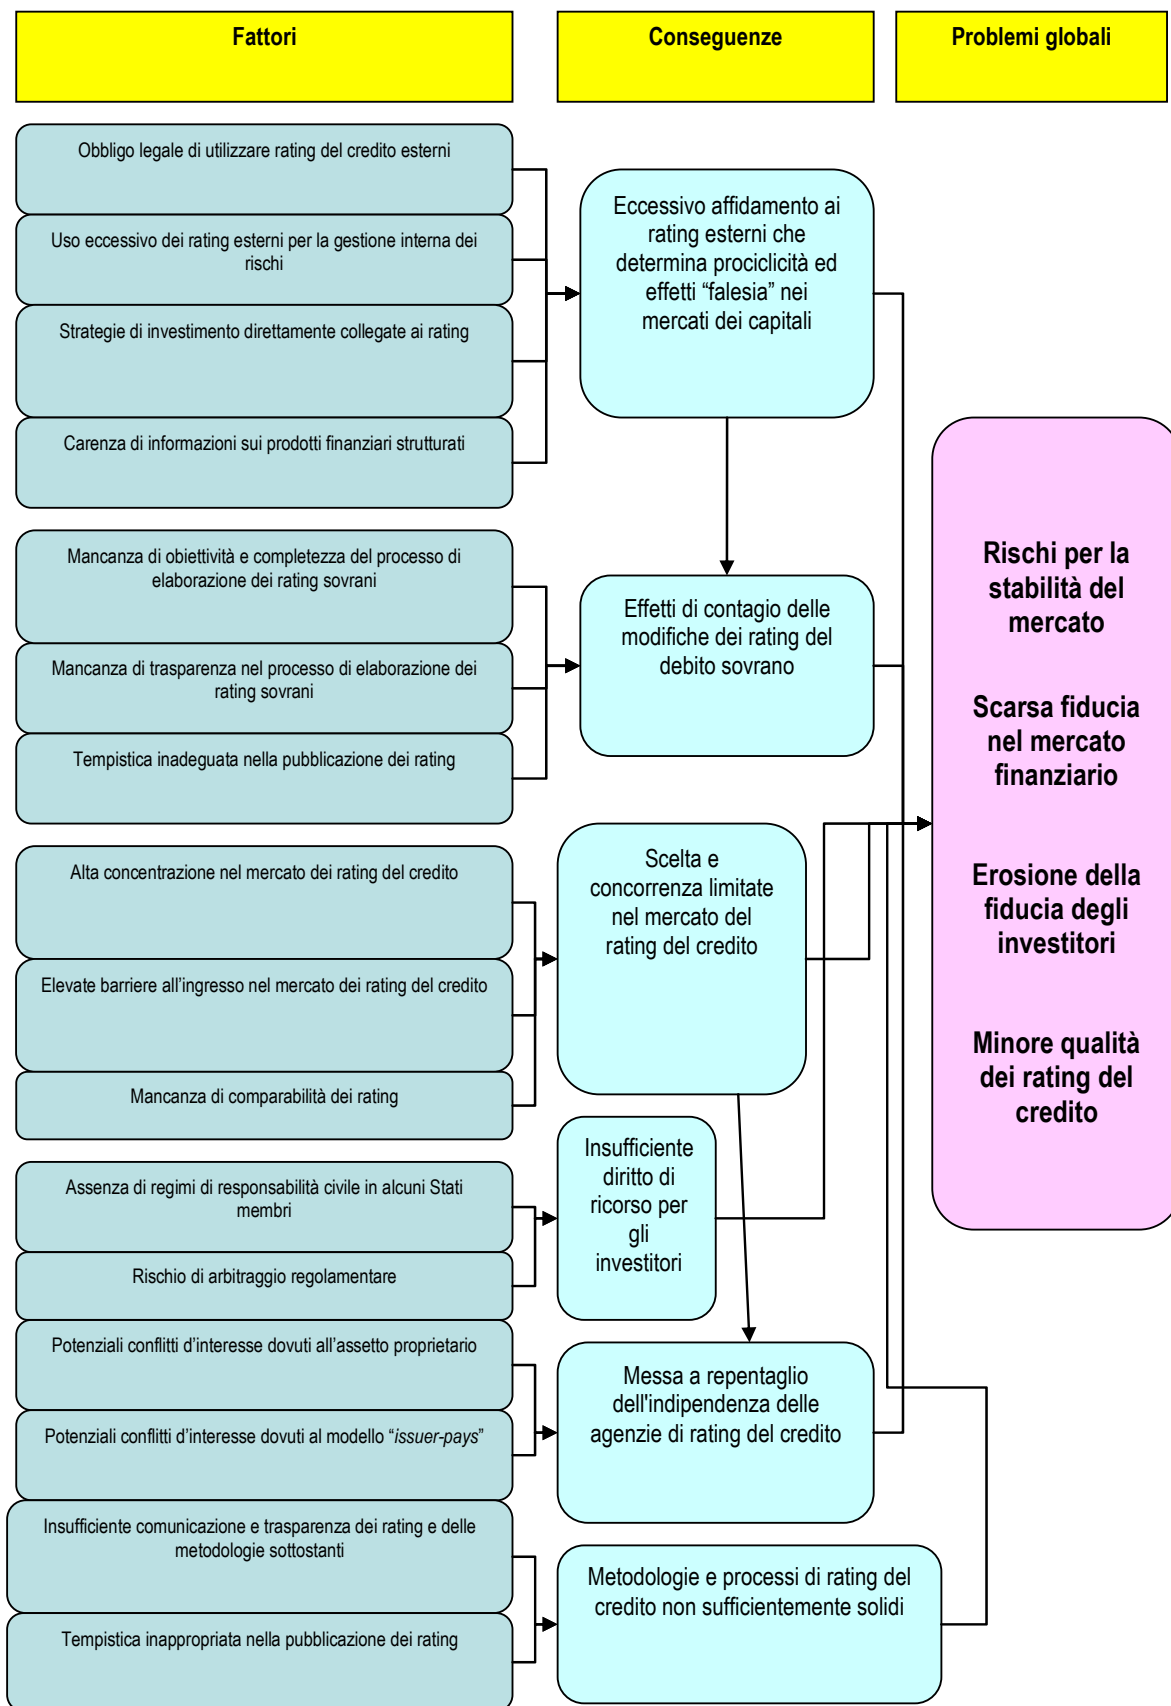 Fattori
Conseguenze
Problemi globali
Obbligo legale di utilizzare rating del credito esterni
Uso eccessivo dei rating esterni per la gestione interna dei
rischi
Strategie di investimento direttamente collegate ai rating
Carenza di informazioni sui prodotti finanziari strutturati
Eccessivo affidamento ai
rating esterni che
determina prociclicità ed
effetti “falesia” nei
mercati dei capitali
Mancanza di obiettività e completezza del processo di
elaborazione dei rating sovrani
Mancanza di trasparenza nel processo di elaborazione dei
rating sovrani
Tempistica inadeguata nella pubblicazione dei rating
Effetti di contagio delle
modifiche dei rating del
debito sovrano
Alta concentrazione nel mercato dei rating del credito
Elevate barriere all’ingresso nel mercato dei rating del credito
Mancanza di comparabilità dei rating
Scelta e
concorrenza limitate
nel mercato del
rating del credito
Assenza di regimi di responsabilità civile in alcuni Stati
membri
Rischio di arbitraggio regolamentare
Insufficiente
diritto di
ricorso per
gli
investitori
Potenziali conflitti d’interesse dovuti all’assetto proprietario
Potenziali conflitti d’interesse dovuti al modello “issuer-pays”
Messa a repentaglio
dell'indipendenza delle
agenzie di rating del credito
Insufficiente comunicazione e trasparenza dei rating e delle
metodologie sottostanti
Tempistica inappropriata nella pubblicazione dei rating
Metodologie e processi di rating del
credito non sufficientemente solidi
Rischi per la
stabilità del
mercato
Scarsa fiducia
nel mercato
finanziario
Erosione della
fiducia degli
investitori
Minore qualità
dei rating del
credito